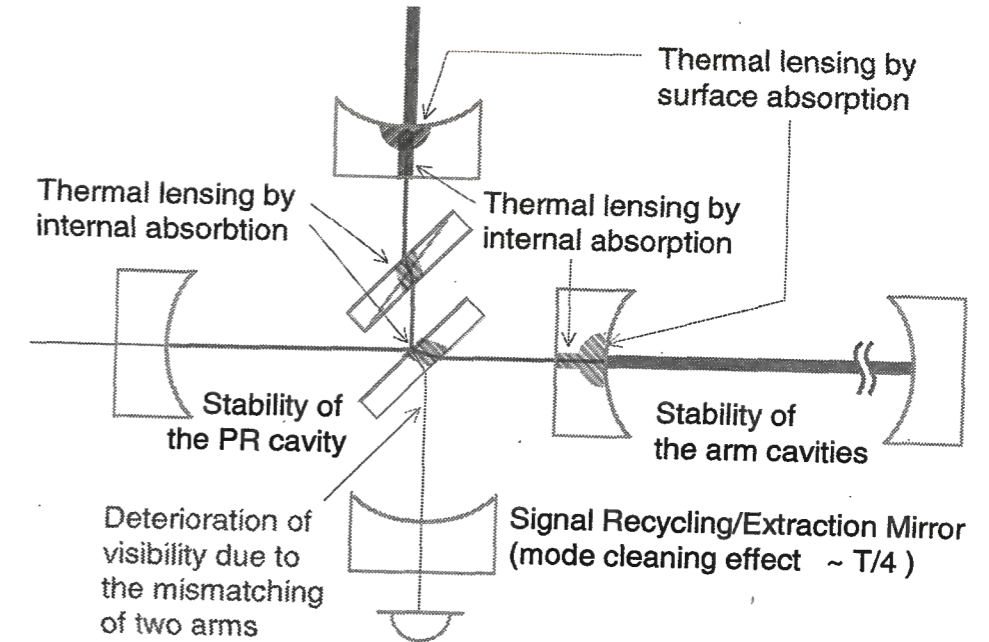 Thermal lensing by
surface absorption
Thermal lensing by
internal absorbtion
Thermal lensing by
internal absorption
Stability of
the PR cavity
Stability of
the arm cavities
Deterioration of
visibility due to
the mismatching
of two arms
Signal Recycling/Extraction Mirror
(mode cleaning effect ~ T/4 )